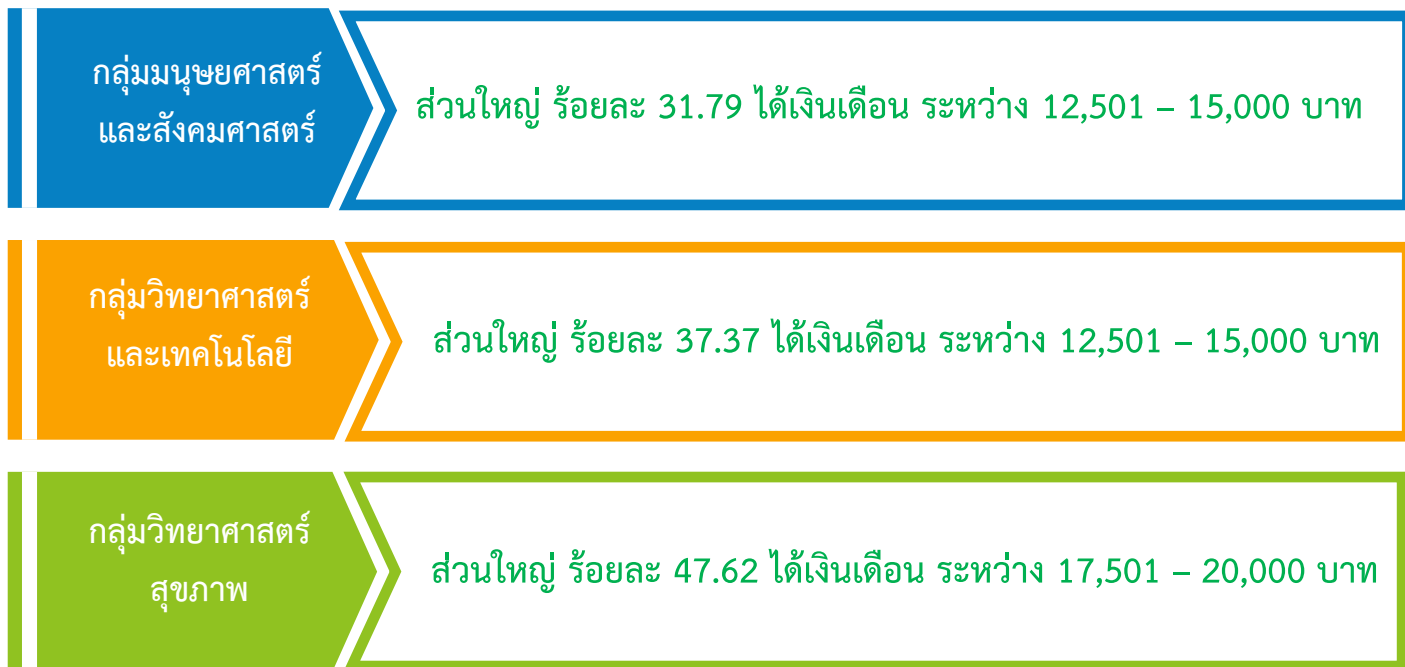 กลุ่มมนุษยศาสตร์
และสังคมศาสตร์
ส่วนใหญ่ ร้อยละ 31.79 ได้เงินเดือน ระหว่าง 12,501 – 15,000 บาท
กลุ่มวิทยาศาสตร์
และเทคโนโลยี
ส่วนใหญ่ ร้อยละ 37.37 ได้เงินเดือน ระหว่าง 12,501 – 15,000 บาท
กลุ่มวิทยาศาสตร์
สุขภาพ
ส่วนใหญ่ ร้อยละ 47.62 ได้เงินเดือน ระหว่าง 17,501 – 20,000 บาท